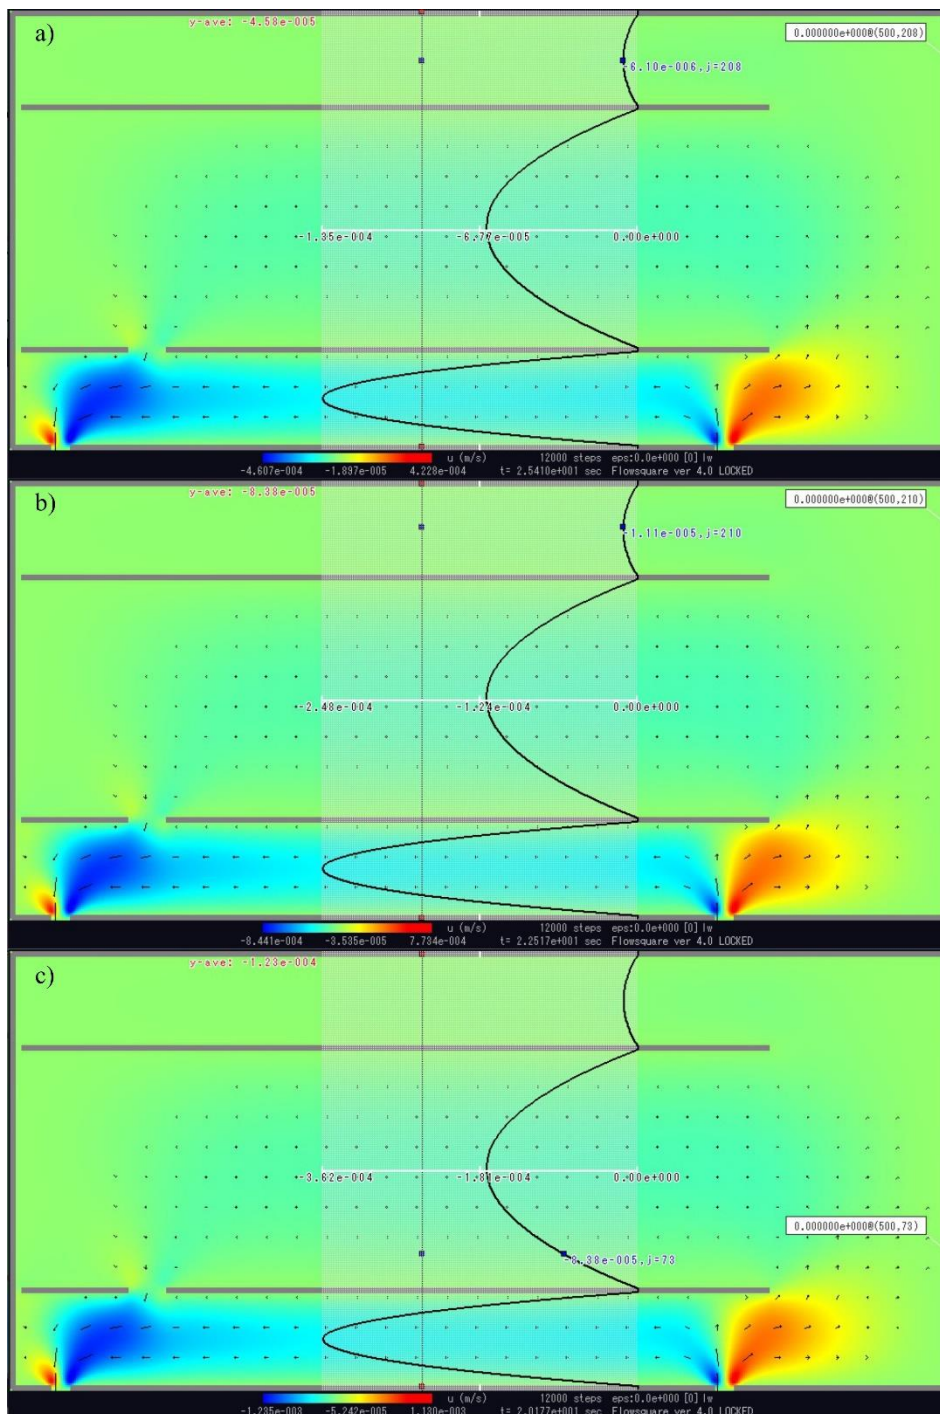 a)
y-ave: -4.58e-005
0.000000e+000@(500,208)
-6.10e-006,j=208
-1.35e-004 -6.77e-005 0.00e+000
u (m/s) 12000 steps eps:0.0e+000 [0] lw
-4.607e-004 -1.897e-005 4.228e-004 t= 2.5410e+001 sec Flowsquare ver 4.0 LOCKED
b)
y-ave: -8.38e-005
0.000000e+000@(500,210)
-1.11e-005,j=210
-2.48e-004 -1.24e-004 0.00e+000
u (m/s) 12000 steps eps:0.0e+000 [0] lw
-8.441e-004 -3.535e-005 7.734e-004 t= 2.2517e+001 sec Flowsquare ver 4.0 LOCKED
c)
y-ave: -1.23e-004
-3.62e-004 -1.81e-004 0.00e+000
0.000000e+000@(500,73)
-8.38e-005,j=73
u (m/s) 12000 steps eps:0.0e+000 [0] lw
-1.235e-003 -5.242e-005 1.130e-003 t= 2.0177e+001 sec Flowsquare ver 4.0 LOCKED